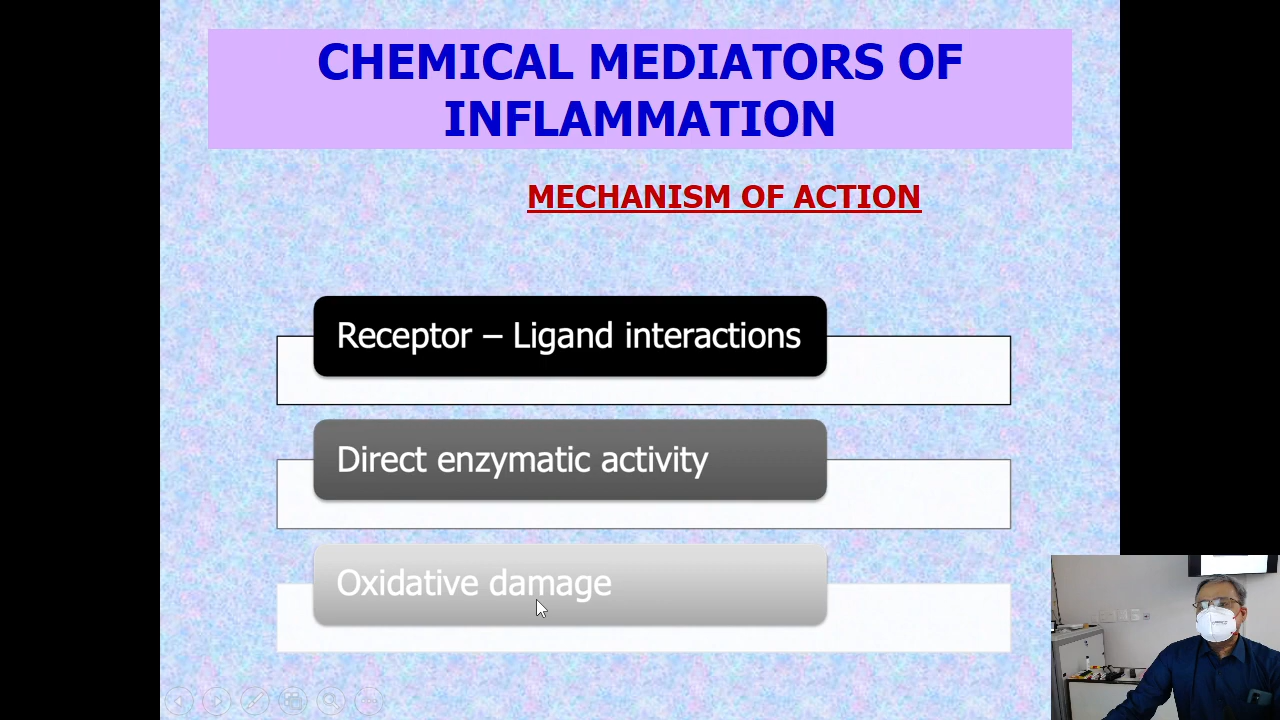 CHEMICAL MEDIATORS OF
INFLAMMATION
MECHANISM OF ACTION
Receptor – Ligand interactions
Direct enzymatic activity
Oxidative damage